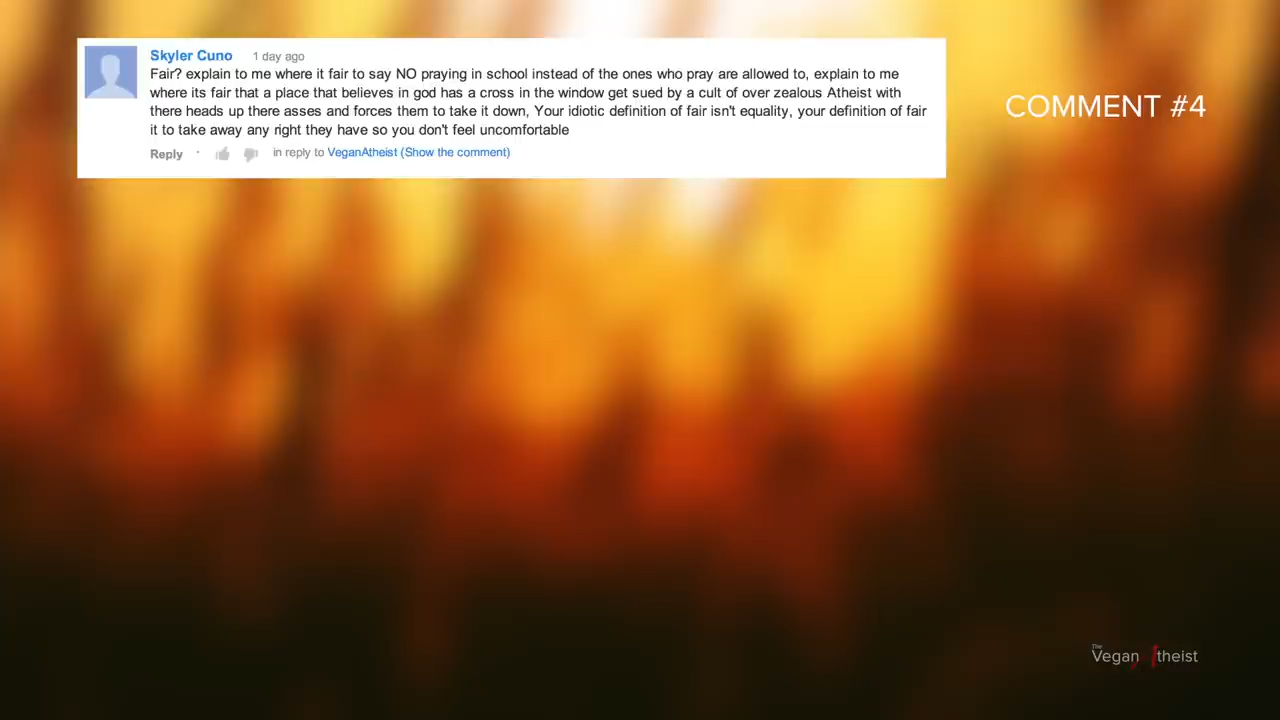 Skyler Cuno 1 day ago
Fair? explain to me where it fair to say NO praying in school instead of the ones who pray are allowed to, explain to me
where its fair that a place that believes in god has a cross in the window get sued by a cult of over zealous Atheist with
there heads up there asses and forces them to take it down, Your idiotic definition of fair isn't equality, your definition of fair
it to take away any right they have so you don't feel uncomfortable
Reply · in reply to VeganAtheist (Show the comment)
COMMENT #4
The
Vegan Atheist